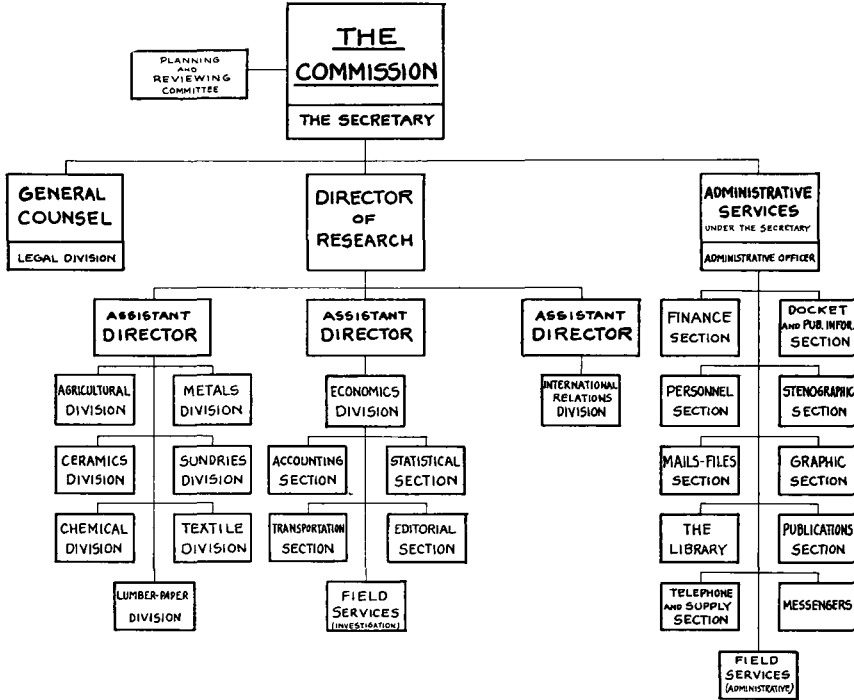 THE
COMMISSION
THE SECRETARY
PLANNING
AND
REVIEWING
COMMITTEE
GENERAL
COUNSEL
LEGAL DIVISION
DIRECTOR
OF
RESEARCH
ADMINISTRATIVE
SERVICES
UNDER THE SECRETARY
ADMINISTRATIVE OFFICER
ASSISTANT
DIRECTOR
AGRICULTURAL
DIVISION
METALS
DIVISION
CERAMICS
DIVISION
SUNDRIES
DIVISION
CHEMICAL
DIVISION
TEXTILE
DIVISION
LUMBER-PAPER
DIVISION
ASSISTANT
DIRECTOR
ECONOMICS
DIVISION
ACCOUNTING
SECTION
STATISTICAL
SECTION
TRANSPORTATION
SECTION
EDITORIAL
SECTION
FIELD
SERVICES
(INVESTIGATION)
ASSISTANT
DIRECTOR
INTERNATIONAL
RELATIONS
DIVISION
FINANCE
SECTION
DOCKET
AND PUB. INFOR.
SECTION
PERSONNEL
SECTION
STENOGRAPHIC
SECTION
MAILS-FILES
SECTION
GRAPHIC
SECTION
THE
LIBRARY
PUBLICATIONS
SECTION
TELEPHONE
AND SUPPLY
SECTION
MESSENGERS
FIELD
SERVICES
(ADMINISTRATIVE)